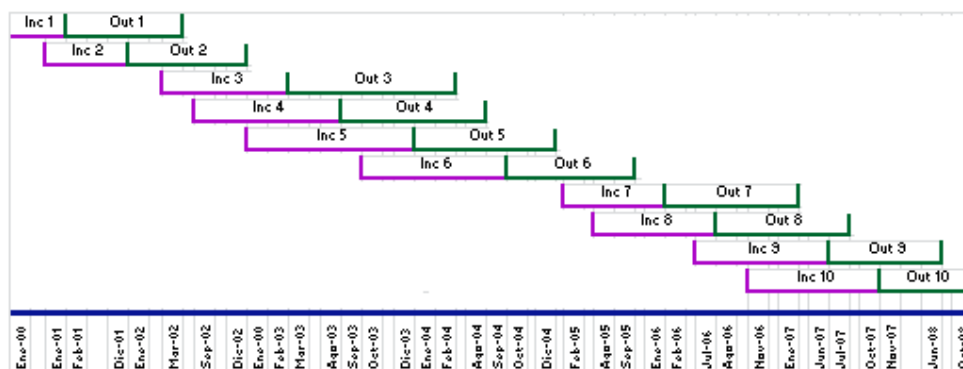 Inc 1 Out 1
Inc 2 Out 2
Inc 3 Out 3
Inc 4 Out 4
Inc 5 Out 5
Inc 6 Out 6
Inc 7 Out 7
Inc 8 Out 8
Inc 9 Out 9
Inc 10 Out 10
Ene-00
Ene-01
Feb-01
Dic-01
Ene-02
Mar-02
Sep-02
Dic-02
Ene-00
Feb-03
Mar-03
Ago-03
Sep-03
Oct-03
Dic-03
Ene-04
Feb-04
Ago-04
Sep-04
Oct-04
Dic-04
Feb-05
Ago-05
Sep-05
Ene-06
Feb-06
Jul-06
Ago-06
Nov-06
Ene-07
Jun-07
Jul-07
Oct-07
Nov-07
Jun-08